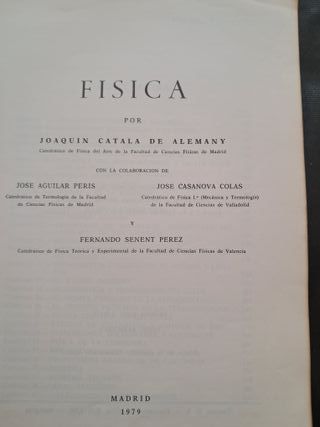 FISICA
POR
JOAQUIN CATALA DE ALEMANY
Catedrático de Física del Aire de la Facultad de Ciencias Físicas de Madrid
CON LA COLABORACION DE
JOSE AGUILAR PERIS
Catedrático de Termología de la Facultad
de Ciencias Físicas de Madrid
JOSE CASANOVA COLAS
Catedrático de Física 1.º (Mecánica y Termología)
de la Facultad de Ciencias de Valladolid
Y
FERNANDO SENENT PEREZ
Catedrático de Física Teórica y Experimental de la Facultad de Ciencias Físicas de Valencia
MADRID
1979